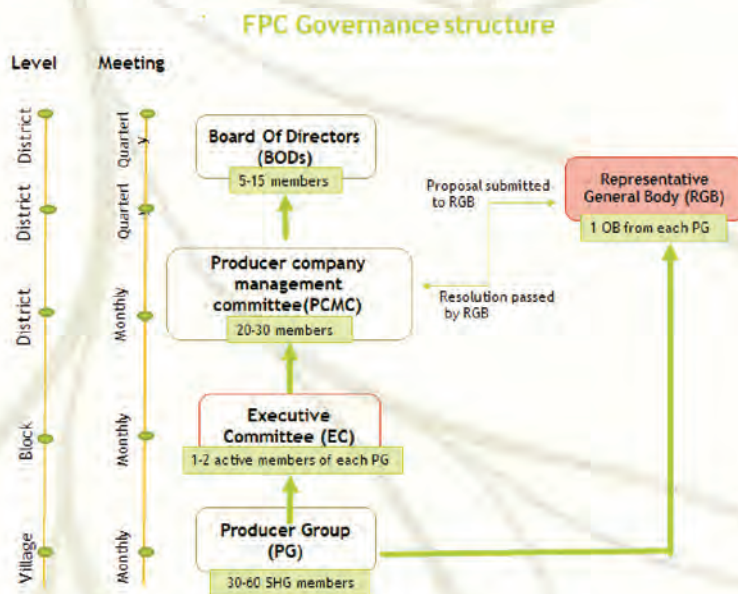 FPC Governance structure
Level
Meeting
District
Quarterl
y
Board Of Directors
(BODs)
5-15 members
District
Quarterl
y
Proposal submitted
to RGB
Representative
General Body (RGB)
1 OB from each PG
District
Monthly
Producer company
management
committee(PCMC)
20-30 members
Resolution passed
by RGB
Block
Monthly
Executive
Committee (EC)
1-2 active members of each PG
Village
Monthly
Producer Group
(PG)
30-60 SHG members